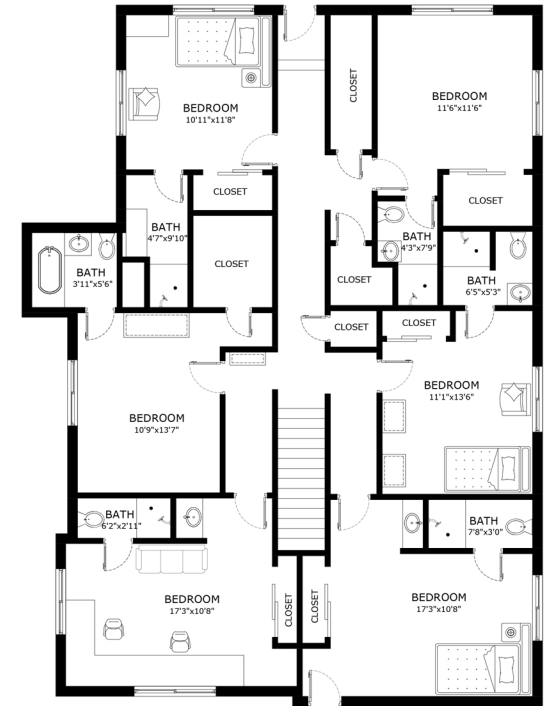 BEDROOM
10'11"x11'8"
CLOSET
BEDROOM
11'6"x11'6"
CLOSET
CLOSET
BATH
4'7"x9'10"
BATH
4'3"x7'9"
CLOSET
BATH
3'11"x5'6"
CLOSET
BATH
6'5"x5'3"
CLOSET
CLOSET
BEDROOM
11'1"x13'6"
BEDROOM
10'9"x13'7"
BATH
6'2"x2'11"
BATH
7'8"x3'0"
BEDROOM
17'3"x10'8"
CLOSET
CLOSET
BEDROOM
17'3"x10'8"